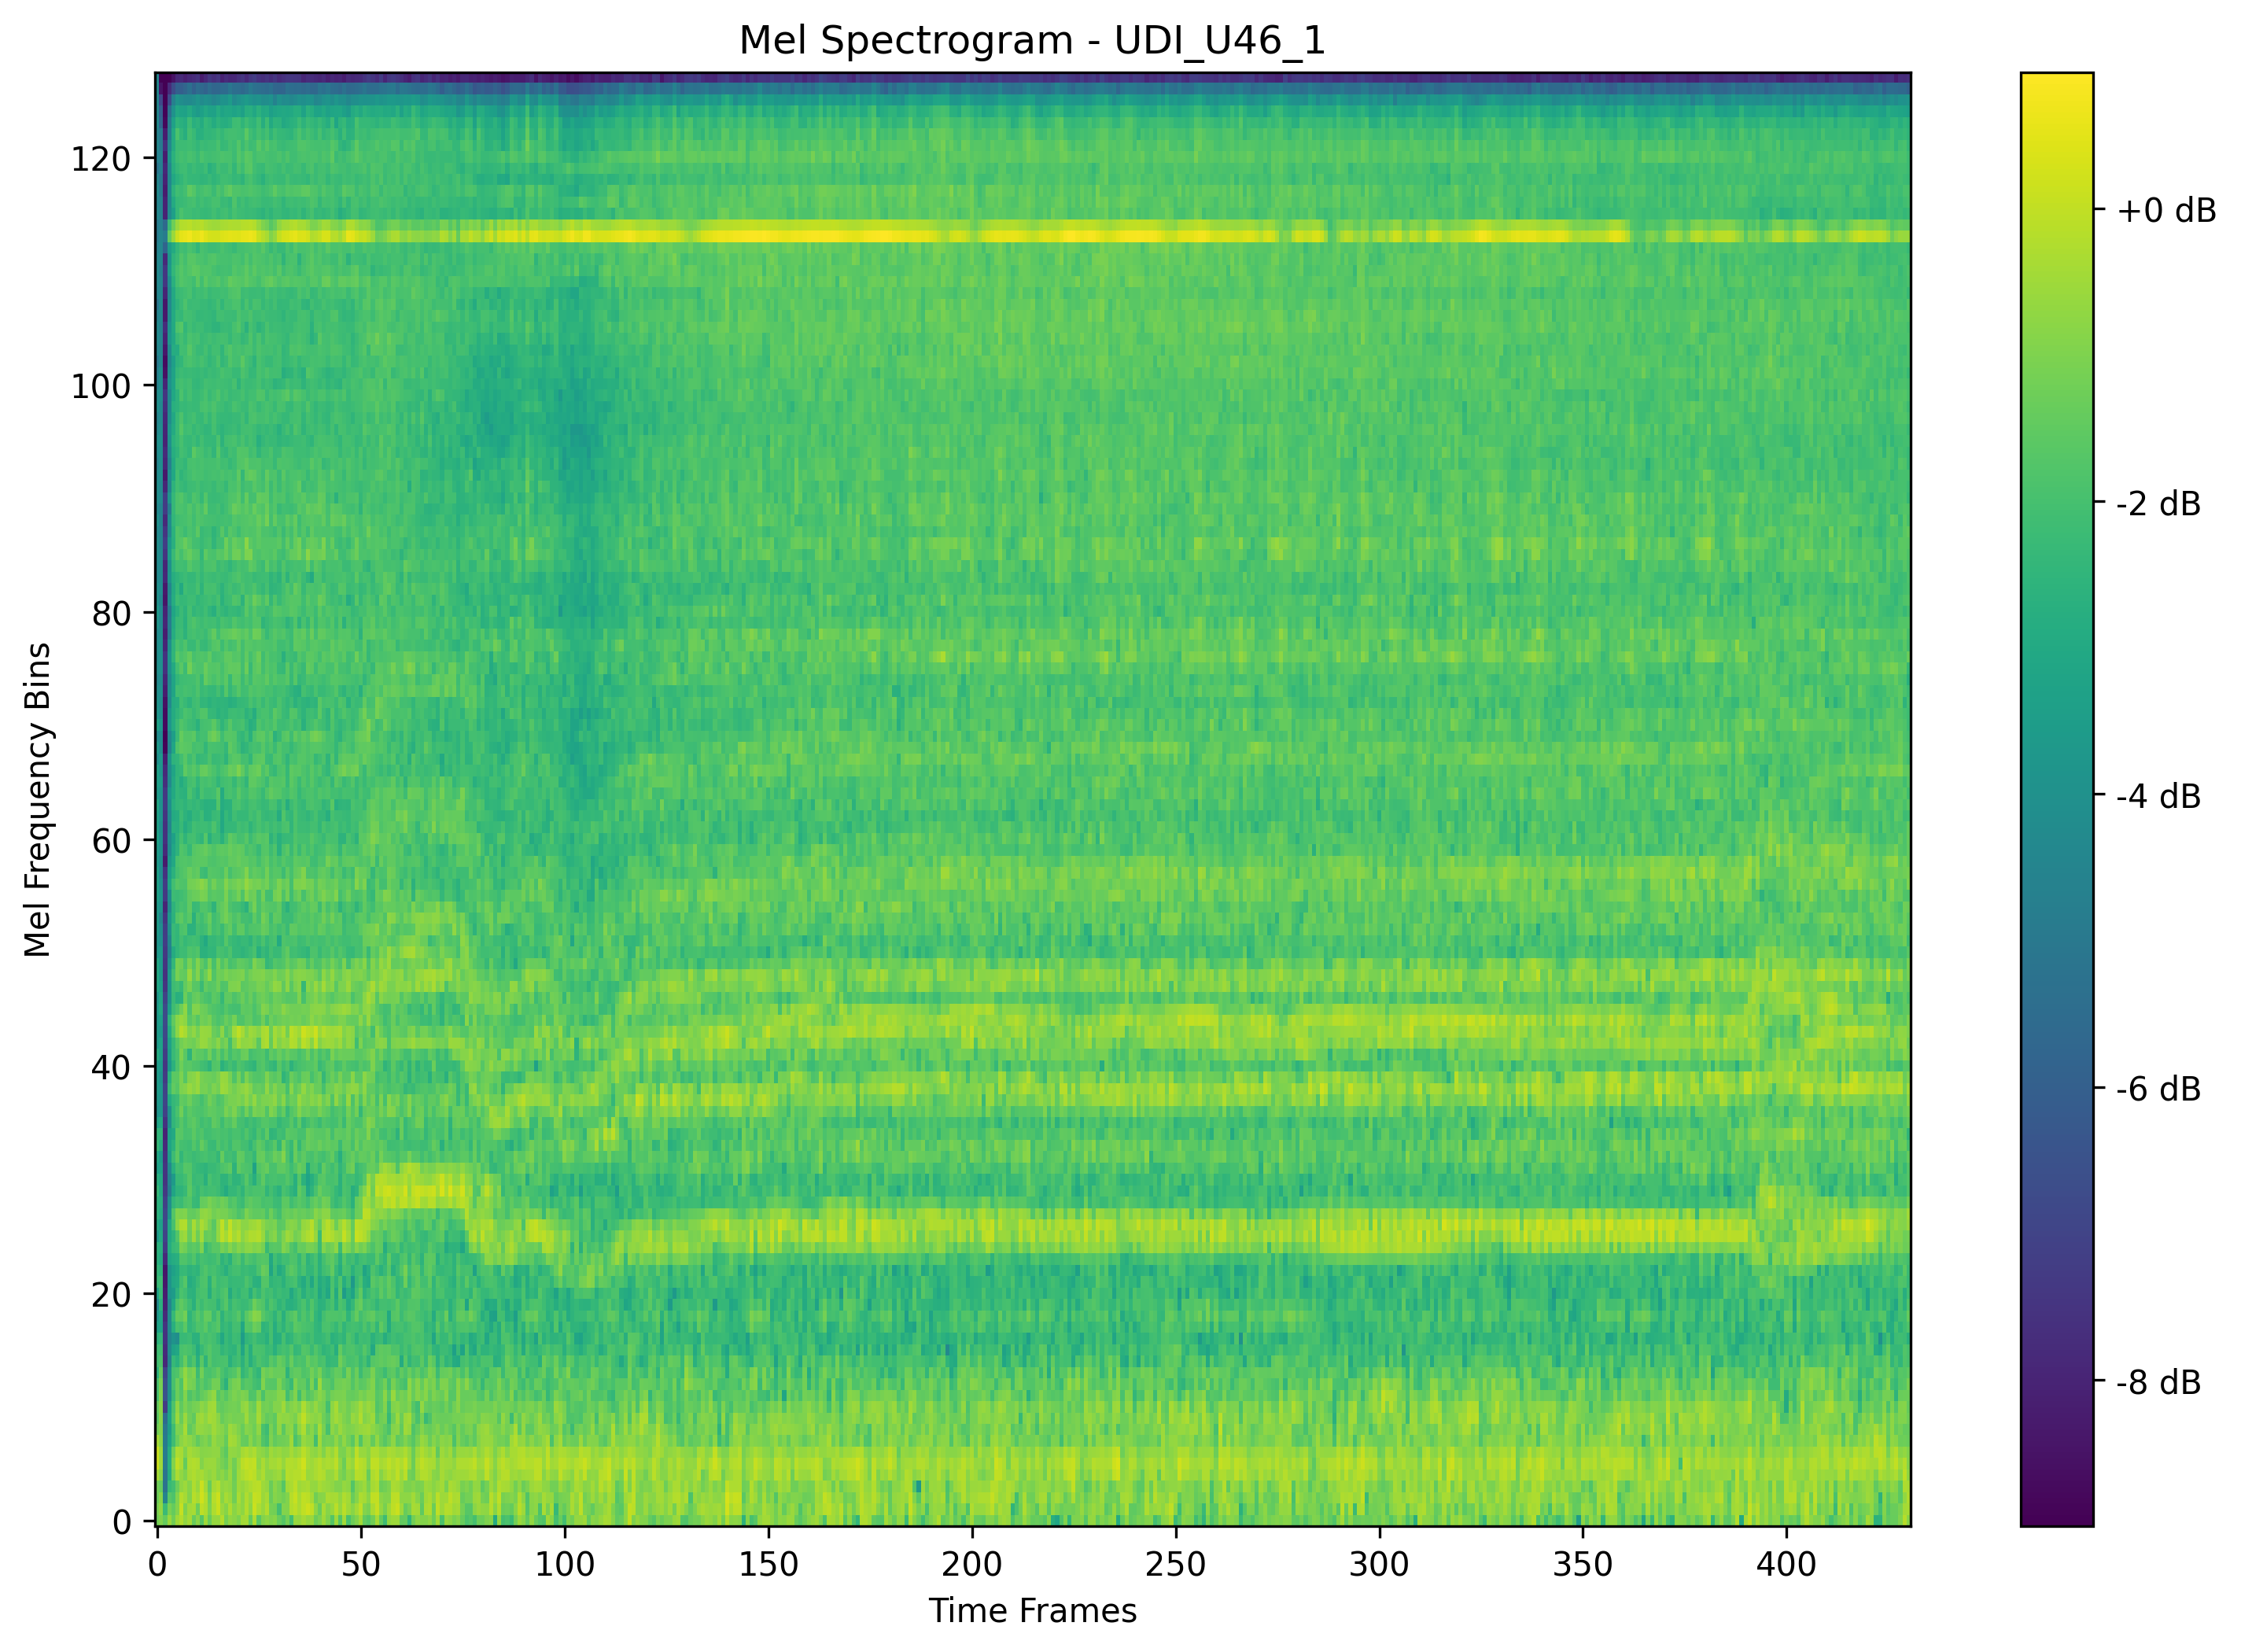 Mel Spectrogram - UDI_U46_1
Mel Frequency Bins
120
100
80
60
40
20
0
0 50 100 150 200 250 300 350 400
Time Frames
+0 dB
-2 dB
-4 dB
-6 dB
-8 dB